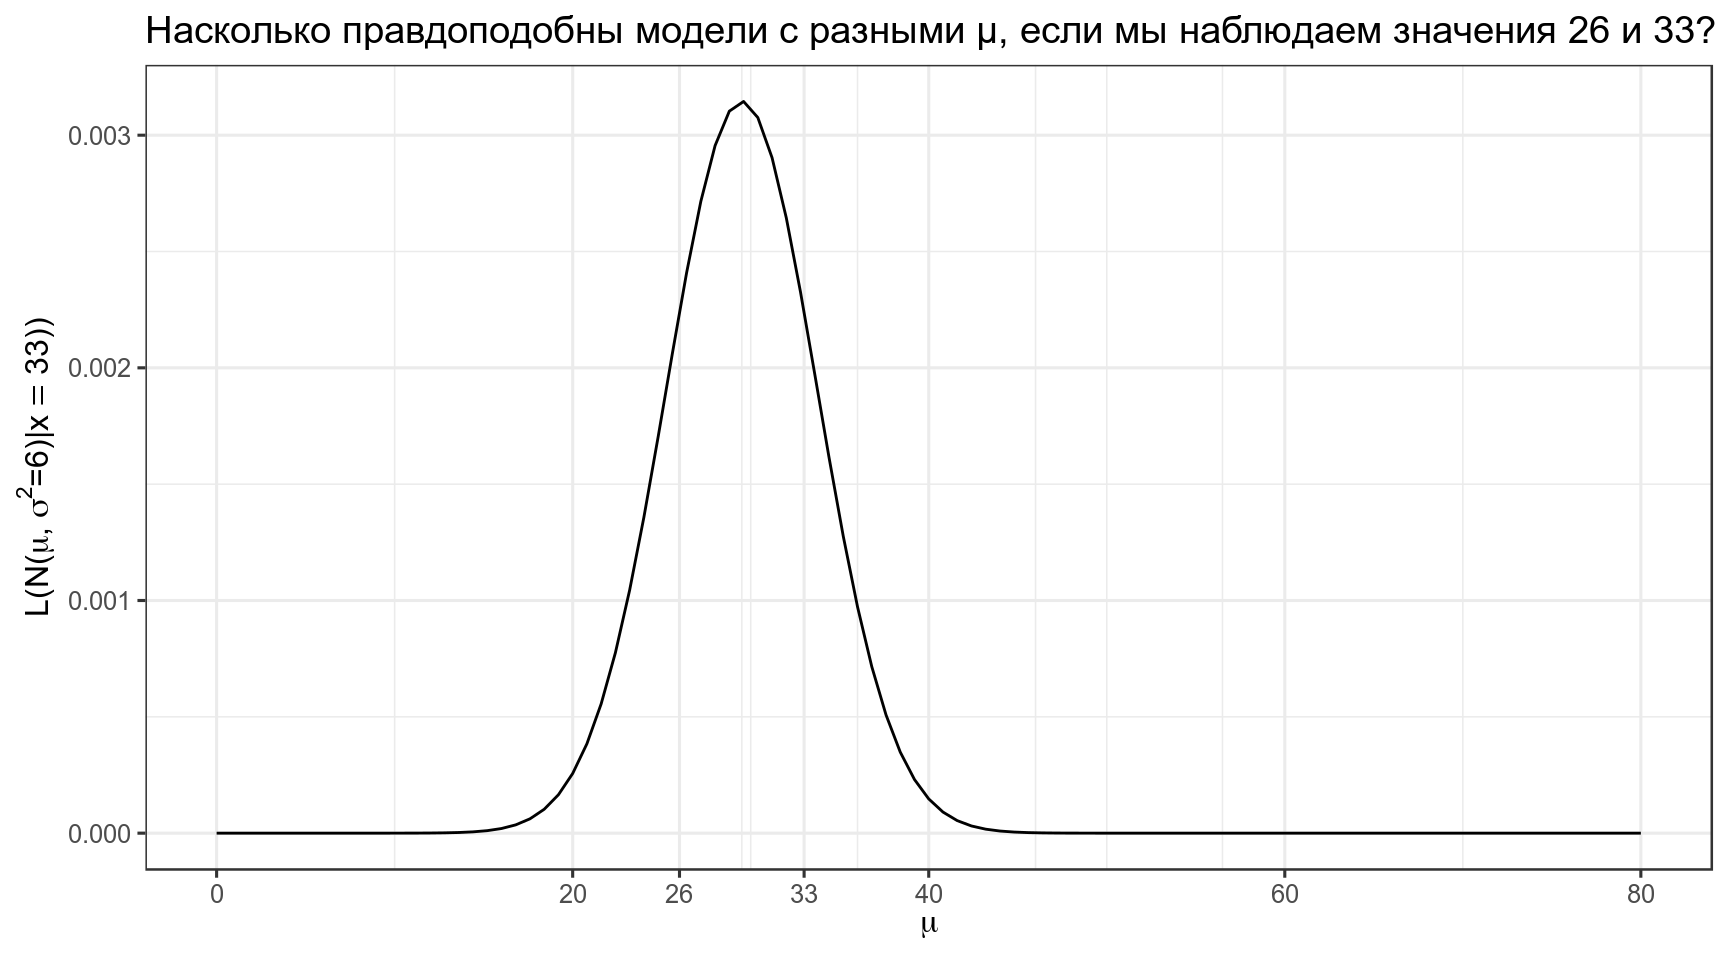 Насколько правдоподобны модели с разными μ, если мы наблюдаем значения 26 и 33?
L(N(μ, σ²=6)|x = 33))
0.003
0.002
0.001
0.000
0 20 26 33 40 60 80
μ